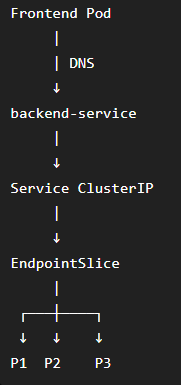 Frontend Pod
DNS
backend-service
Service ClusterIP
EndpointSlice
P1 P2 P3